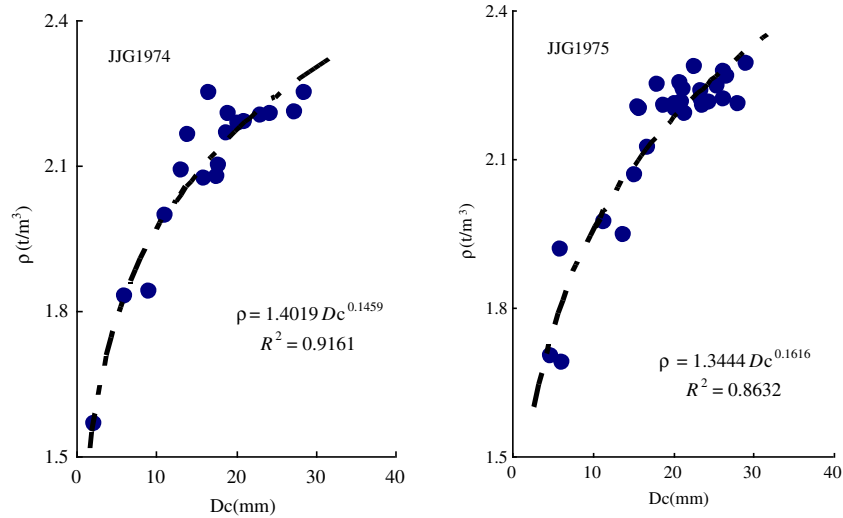 2.4
JJG1974
2.1
1.8
1.5
0
10
20
30
40
ρ(t/m³)
Dc(mm)
ρ = 1.4019 Dc^0.1459
R² = 0.9161
2.4
JJG1975
2.1
1.8
1.5
0
10
20
30
40
ρ(t/m³)
Dc(mm)
ρ = 1.3444 Dc^0.1616
R² = 0.8632